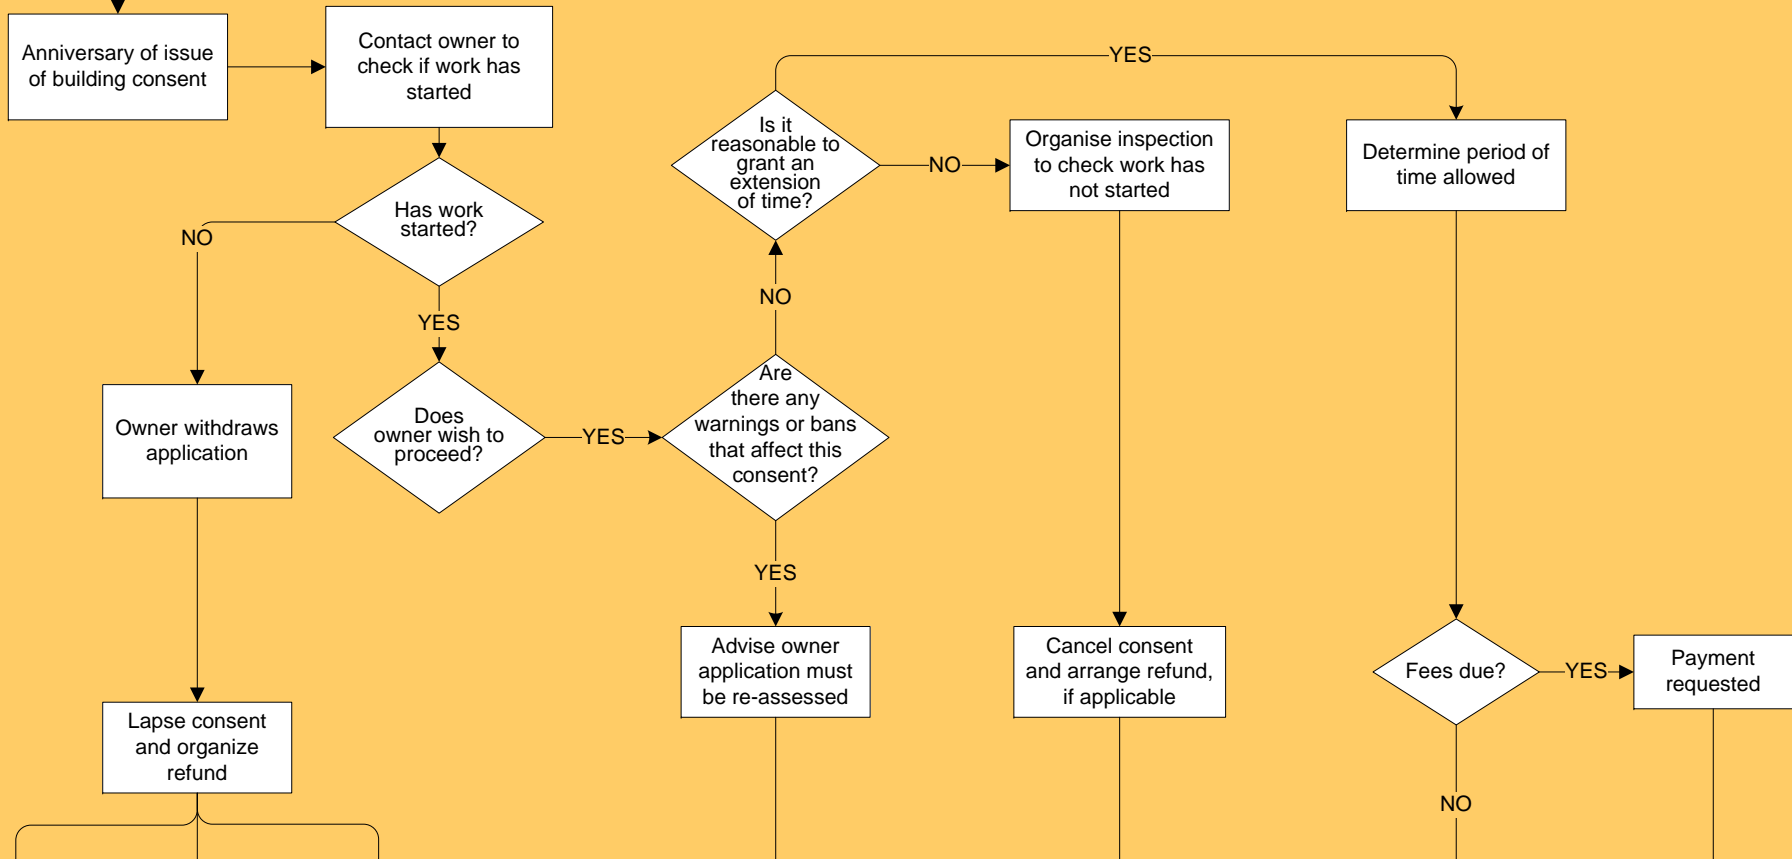 Anniversary of issue
of building consent
Contact owner to
check if work has
started
Has work
started?
NO
YES
Owner withdraws
application
Lapse consent
and organize
refund
Does
owner wish to
proceed?
YES
Are
there any
warnings or bans
that affect this
consent?
NO
YES
Is it
reasonable to
grant an
extension
of time?
YES
NO
Advise owner
application must
be re-assessed
Organise inspection
to check work has
not started
Cancel consent
and arrange refund,
if applicable
Determine period of
time allowed
Fees due?
YES
NO
Payment
requested